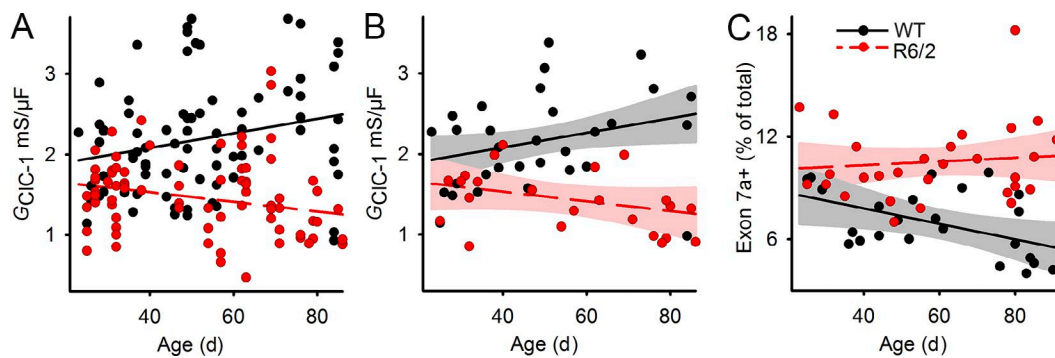 A
GClC-1 mS/μF
3
2
1
40 60 80
Age (d)
B
GClC-1 mS/μF
3
2
1
40 60 80
Age (d)
C
WT
R6/2
Exon 7a+ (% of total)
18
12
6
40 60 80
Age (d)